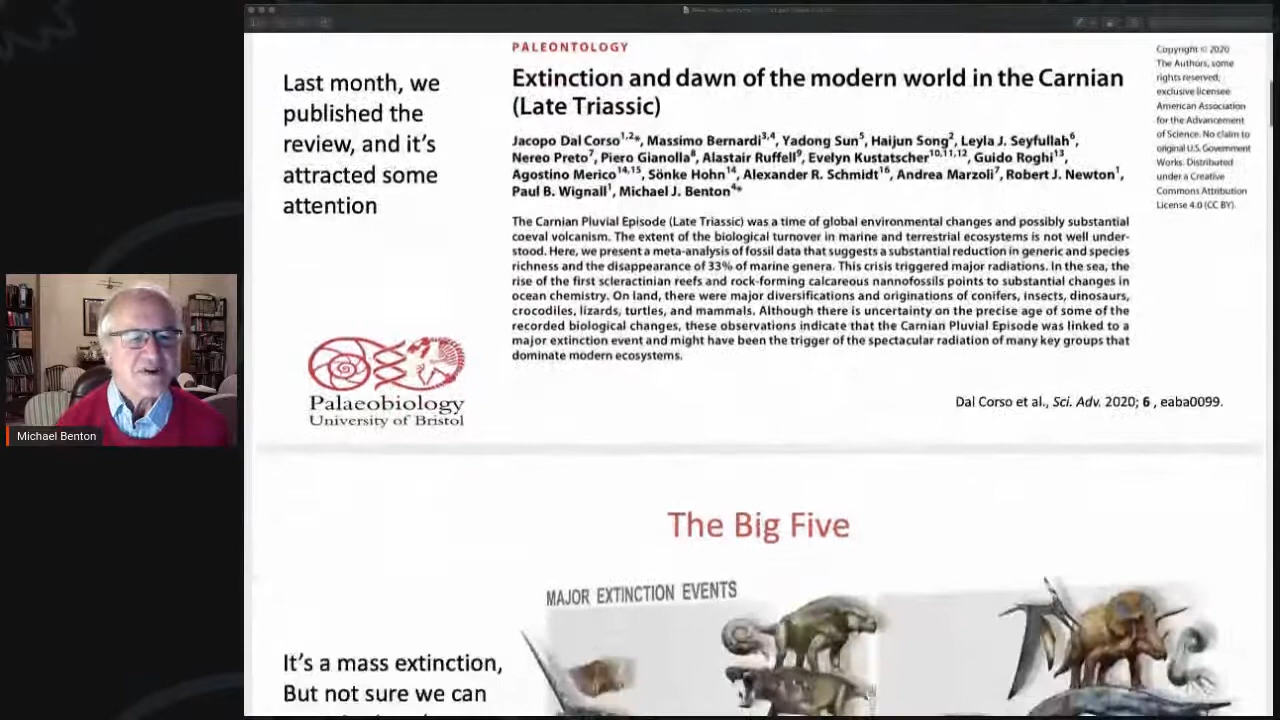 Last month, we
published the
review, and it's
attracted some
attention
PALEONTOLOGY
Extinction and dawn of the modern world in the Carnian
(Late Triassic)
Jacopo Dal Corso1,2*, Massimo Bernardi3,4, Yadong Sun5, Haijun Song2, Leyla J. Seyfullah6,
Nereo Preto7, Piero Gianolla8, Alastair Ruffell9, Evelyn Kustatscher10,11,12, Guido Roghi13,
Agostino Merico14,15, Sönke Hohn14, Alexander R. Schmidt16, Andrea Marzoli7, Robert J. Newton1,
Paul B. Wignall1, Michael J. Benton4*
The Carnian Pluvial Episode (Late Triassic) was a time of global environmental changes and possibly substantial
coeval volcanism. The extent of the biological turnover in marine and terrestrial ecosystems is not well under-
stood. Here, we present a meta-analysis of fossil data that suggests a substantial reduction in generic and species
richness and the disappearance of 33% of marine genera. This crisis triggered major radiations. In the sea, the
rise of the first scleractinian reefs and rock-forming calcareous nannofossils points to substantial changes in
ocean chemistry. On land, there were major diversifications and originations of conifers, insects, dinosaurs,
crocodiles, lizards, turtles, and mammals. Although there is uncertainty on the precise age of some of the
recorded biological changes, these observations indicate that the Carnian Pluvial Episode was linked to a
major extinction event and might have been the trigger of the spectacular radiation of many key groups that
dominate modern ecosystems.
Copyright © 2020
The Authors, some
rights reserved;
exclusive licensee
American Association
for the Advancement
of Science. No claim to
original U.S. Government
Works. Distributed
under a Creative
Commons Attribution
License 4.0 (CC BY).
Palaeobiology
University of Bristol
Dal Corso et al., Sci. Adv. 2020; 6 , eaba0099.
Michael Benton
The Big Five
MAJOR EXTINCTION EVENTS
It's a mass extinction,
But not sure we can